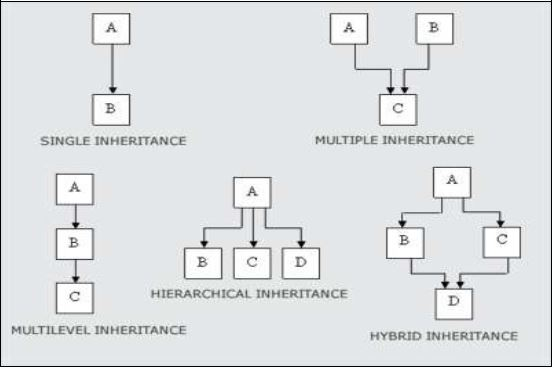 A
B
SINGLE INHERITANCE
A B
C
MULTIPLE INHERITANCE
A
B
C
MULTILEVEL INHERITANCE
A
B C D
HIERARCHICAL INHERITANCE
A
B C
D
HYBRID INHERITANCE